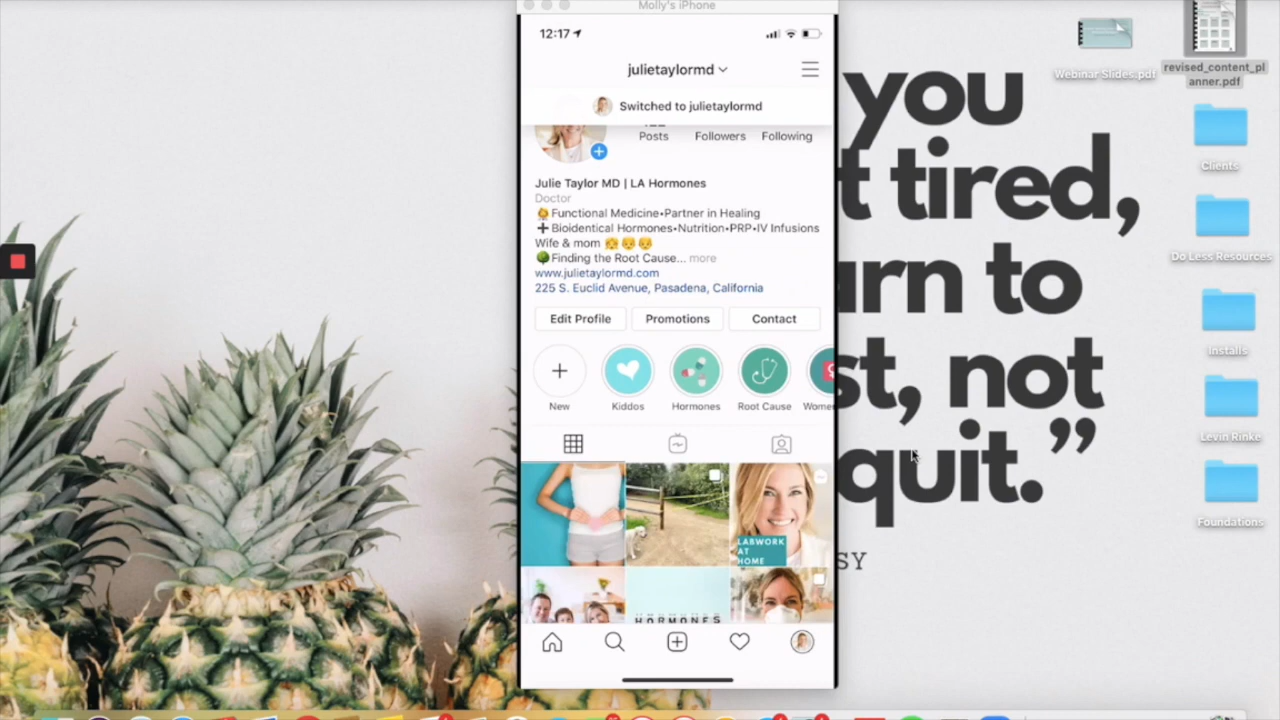 Molly's iPhone
12:17
julietaylormd
Switched to julietaylormd
Posts
Followers
Following
Julie Taylor MD | LA Hormones
Doctor
Functional Medicine•Partner in Healing
Bioidentical Hormones•Nutrition•PRP•IV Infusions
Wife & mom
Finding the Root Cause... more
www.julietaylormd.com
225 S. Euclid Avenue, Pasadena, California
Edit Profile
Promotions
Contact
New
Kiddos
Hormones
Root Cause
Wome
LABWORK
AT
HOME
HORMONES
you
t tired,
arn to
st, not
quit.”
SY
Webinar Slides.pdf
revised_content_pl
anner.pdf
Clients
Do Less Resources
Installs
Levin Rinke
Foundations